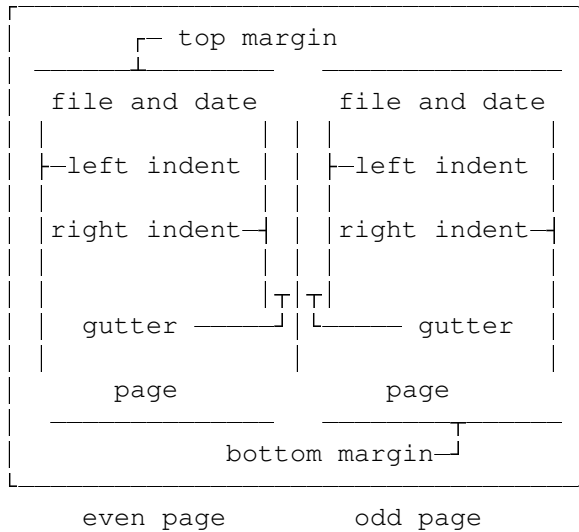 top margin
file and date file and date
left indent left indent
right indent right indent
gutter gutter
page page
bottom margin
even page odd page